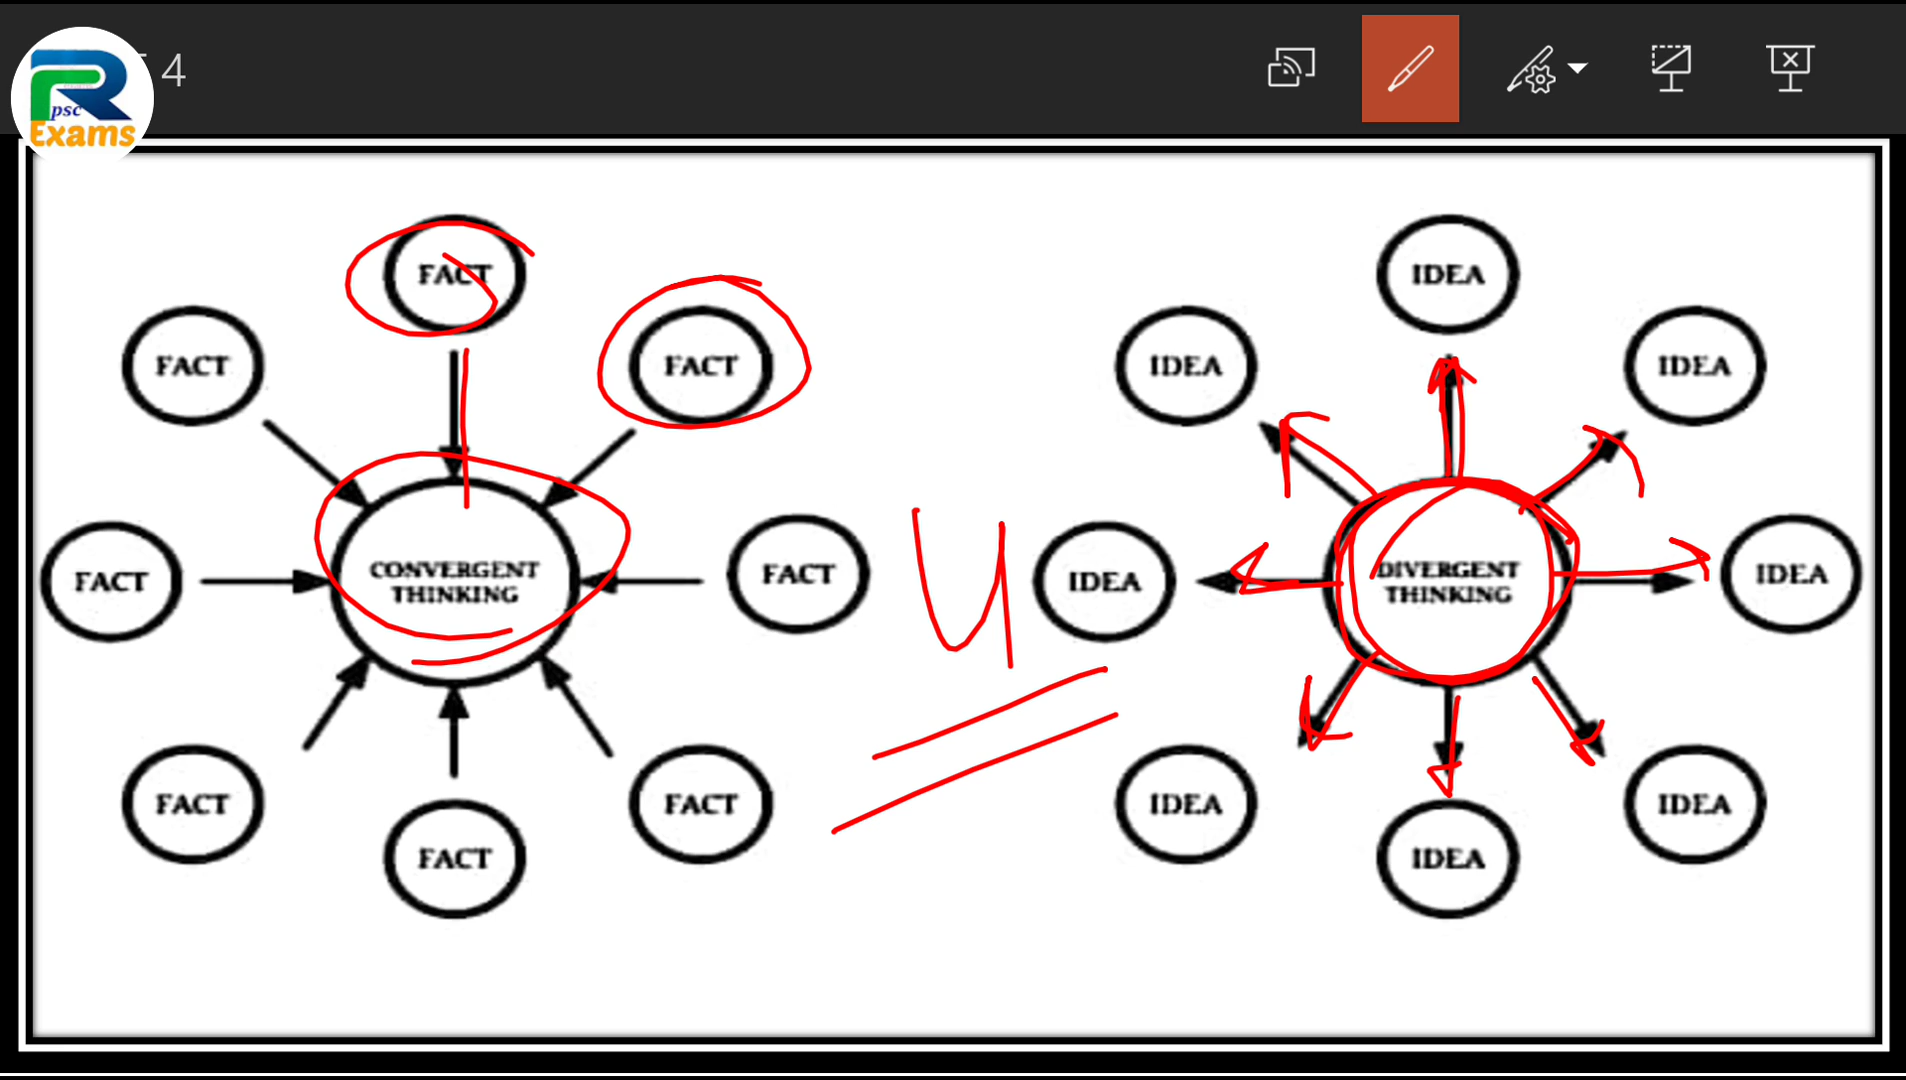 4
psc
Exams
FACT
FACT
FACT
FACT
CONVERGENT
THINKING
FACT
FACT
FACT
FACT
IDEA
IDEA
IDEA
IDEA
DIVERGENT
THINKING
IDEA
IDEA
IDEA
IDEA